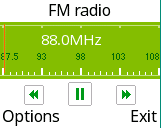 FM radio
88.0MHz
87.5 93 98 103 108
Options Exit